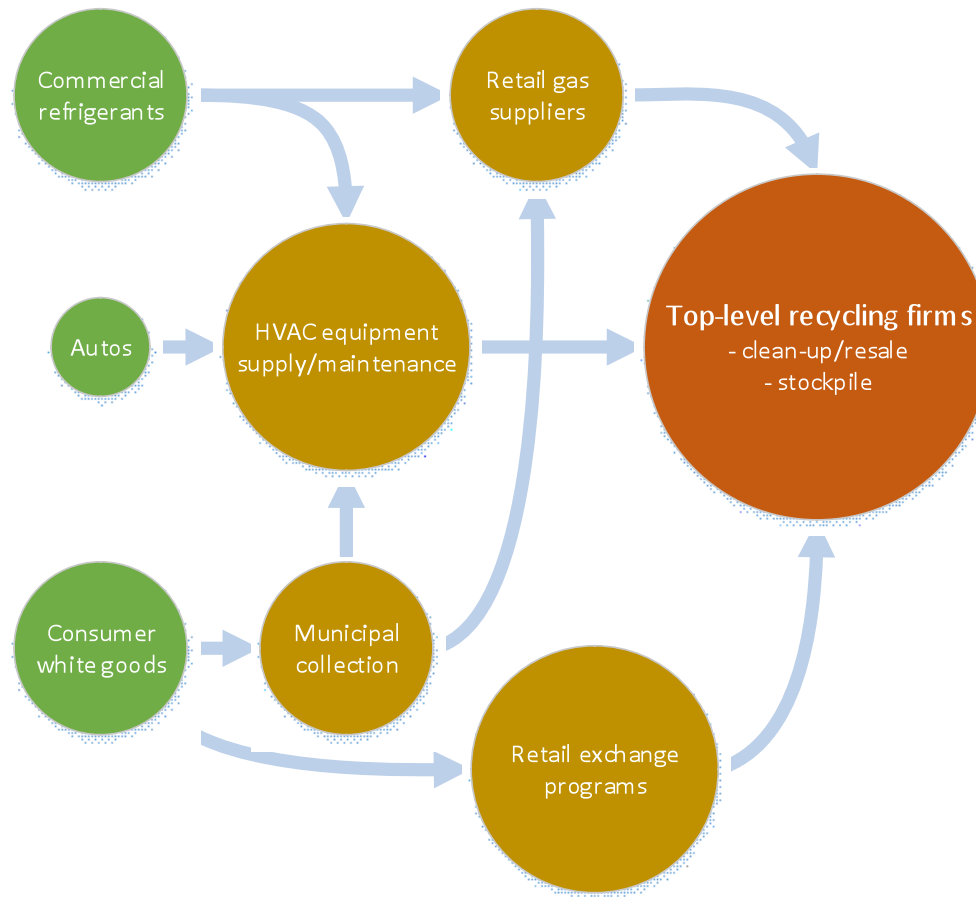 Commercial
refrigerants
Retail gas
suppliers
Top-level recycling firms
- clean-up/resale
- stockpile
HVAC equipment
supply/maintenance
Autos
Consumer
white goods
Municipal
collection
Retail exchange
programs